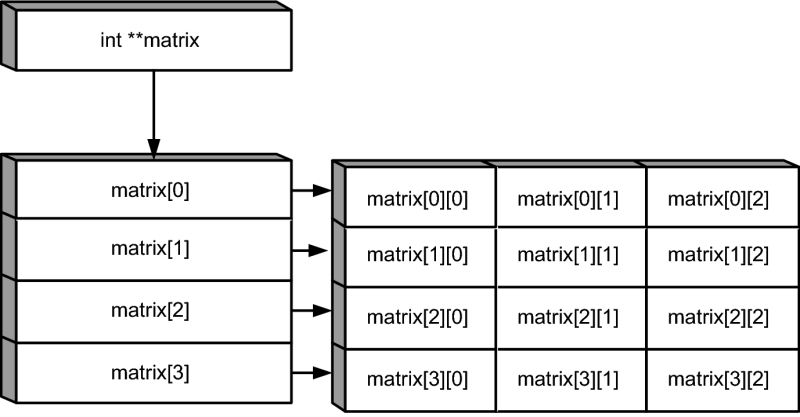 int **matrix
matrix[0]
matrix[0][0] matrix[0][1] matrix[0][2]
matrix[1]
matrix[1][0] matrix[1][1] matrix[1][2]
matrix[2]
matrix[2][0] matrix[2][1] matrix[2][2]
matrix[3]
matrix[3][0] matrix[3][1] matrix[3][2]